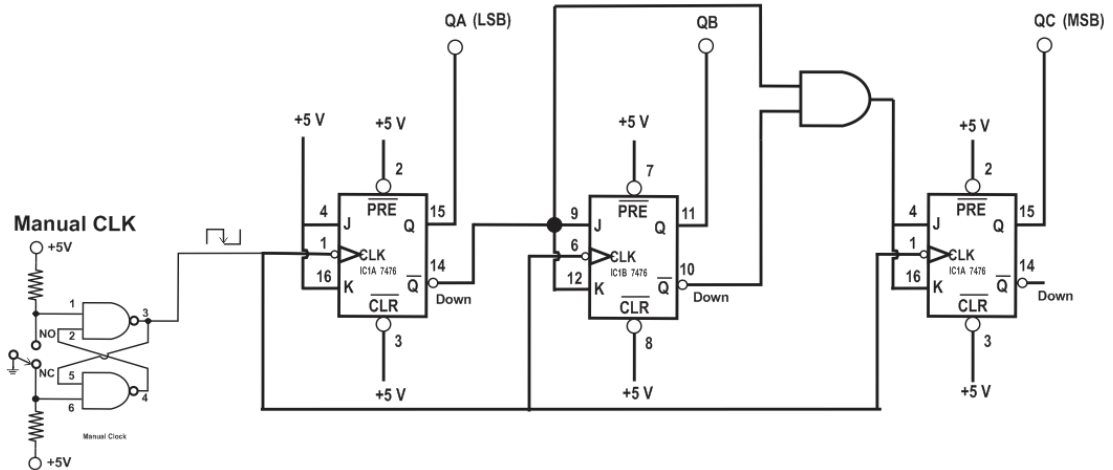 QA (LSB)
QB
QC (MSB)
+5 V
+5 V
2
4
J
PRE
Q
15
1
CLK
IC1A 7476
14
16
K
Q
CLR
Down
3
+5 V
+5 V
7
9
J
PRE
Q
11
6
CLK
IC1B 7476
10
12
K
Q
CLR
Down
8
+5 V
+5 V
2
4
J
PRE
Q
15
1
CLK
IC1A 7476
14
16
K
Q
CLR
Down
3
+5 V
Manual CLK
+5V
1
3
2
NO
NC
5
4
6
Manual Clock
+5V